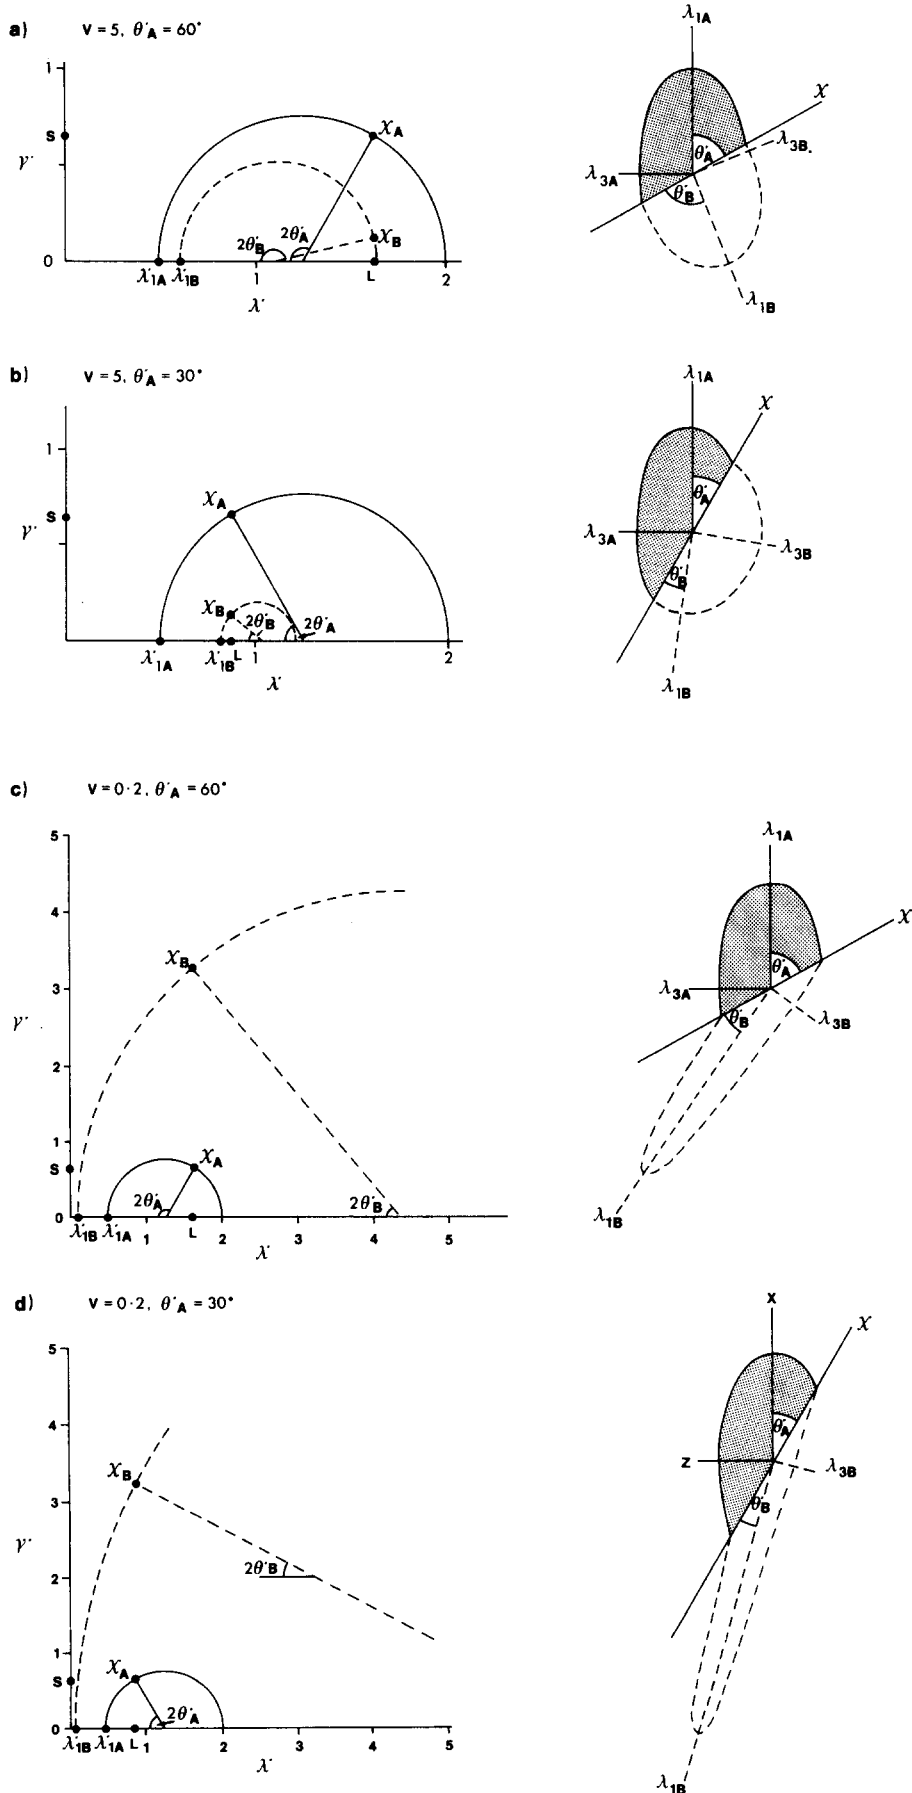 a) V = 5, θ′A = 60°
1
S
γ′
0
χA
χB
2θ′B 2θ′A
λ′1A λ′1B 1 L 2
λ′
λ1A
χ
λ3B
λ3A
θ′A
θ′B
λ1B
b) V = 5, θ′A = 30°
1
S
γ′
χA
χB
2θ′B 2θ′A
λ′1A λ′1B L 1 2
λ′
λ1A
χ
θ′A
λ3A
λ3B
θ′B
λ1B
c) V = 0·2, θ′A = 60°
5
4
3
γ′
2
1
S
0
χB
χA
2θ′A 2θ′B
λ′1B λ′1A 1 L 2 3 4 5
λ′
λ1A
χ
θ′A
λ3A
θ′B
λ3B
λ1B
d) V = 0·2, θ′A = 30°
5
4
3
γ′
2
1
S
0
χB
2θ′B
χA
2θ′A
λ′1B λ′1A L 1 2 3 4 5
λ′
X
χ
θ′A
Z
λ3B
θ′B
λ1B